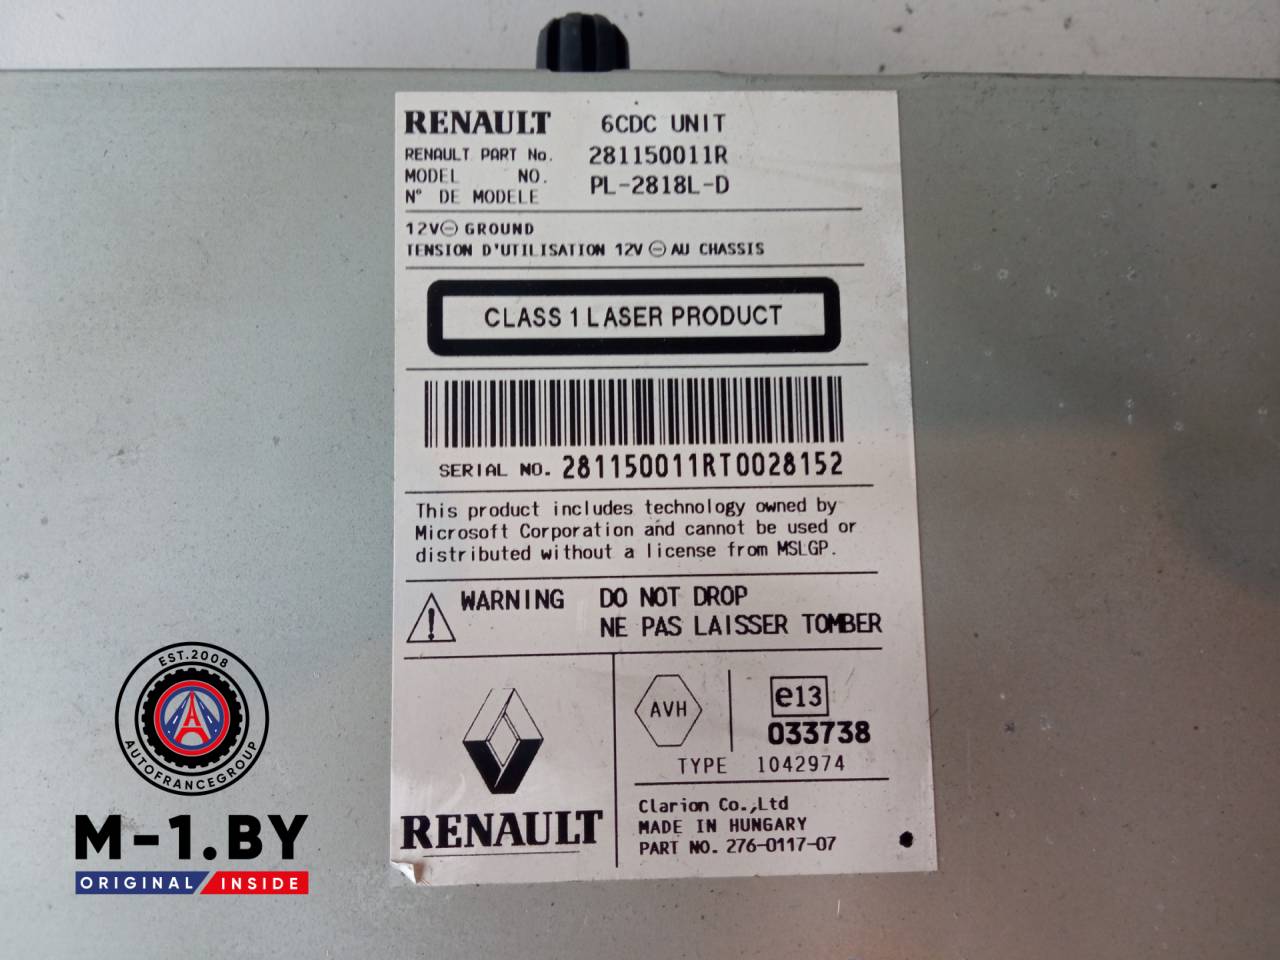 RENAULT 6CDC UNIT
RENAULT PART No. 281150011R
MODEL NO. PL-2818L-D
N° DE MODELE
12V⊖ GROUND
TENSION D'UTILISATION 12V ⊖ AU CHASSIS
CLASS 1 LASER PRODUCT
SERIAL NO. 281150011RT0028152
This product includes technology owned by
Microsoft Corporation and cannot be used or
distributed without a license from MSLGP.
WARNING DO NOT DROP
NE PAS LAISSER TOMBER
AVH e13
033738
TYPE 1042974
RENAULT
Clarion Co.,Ltd
MADE IN HUNGARY
PART NO. 276-0117-07
EST.2008
AUTOFRANCEGROUP
M-1.BY
ORIGINAL INSIDE